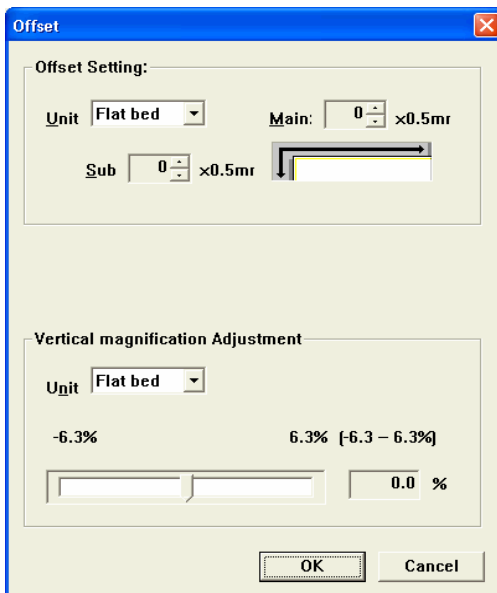 Offset
Offset Setting:
Unit Flat bed Main: 0 ×0.5mr
Sub 0 ×0.5mr
Vertical magnification Adjustment
Unit Flat bed
-6.3% 6.3% (-6.3 – 6.3%)
0.0 %
OK Cancel